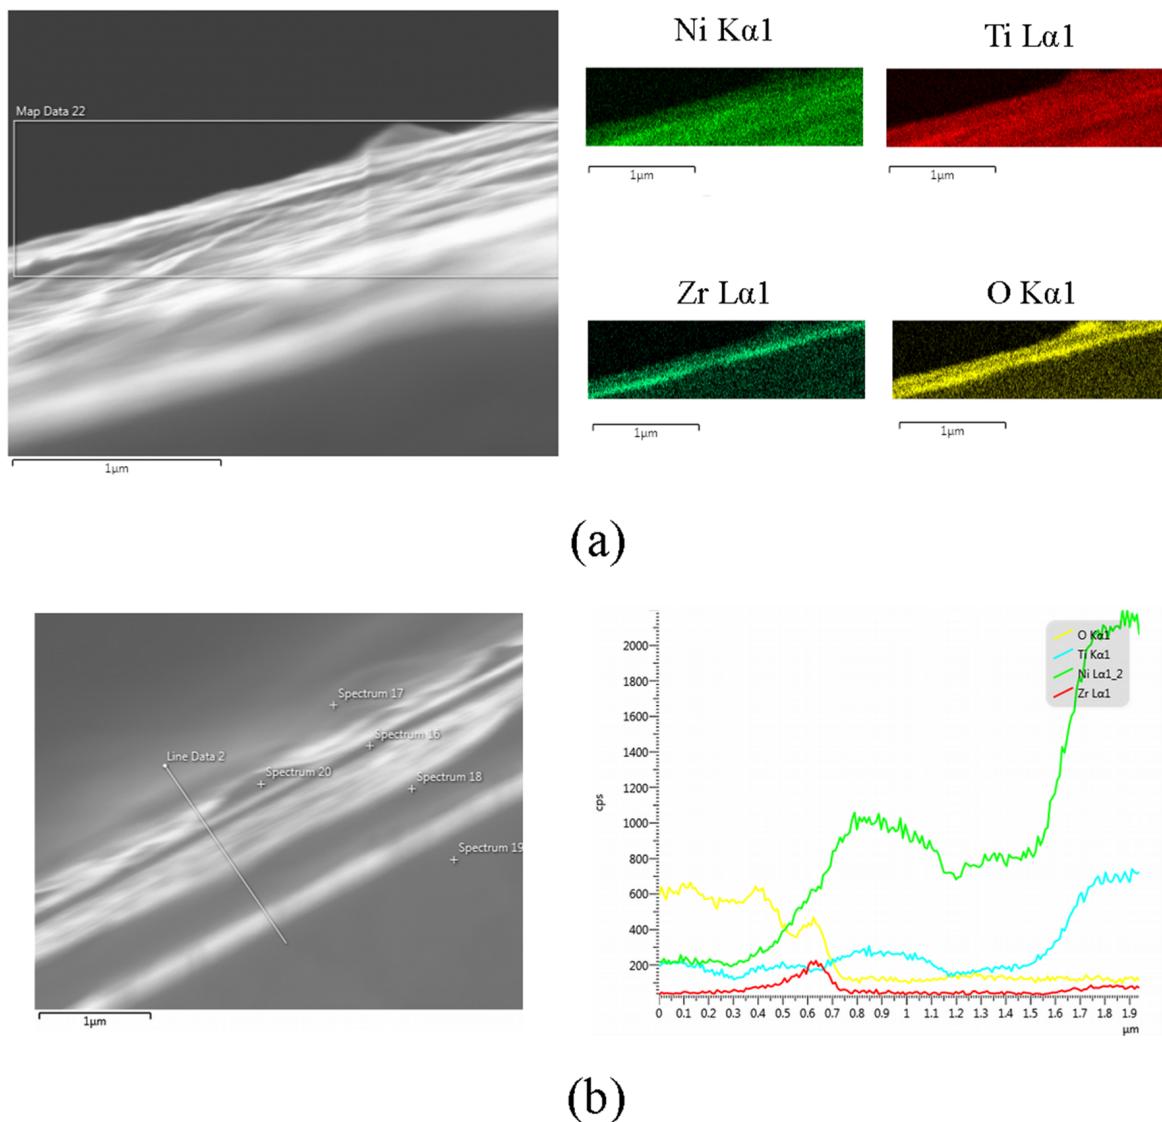 Map Data 22
1μm
Ni Kα1
Ti Lα1
1μm
1μm
Zr Lα1
O Kα1
1μm
1μm
(a)
Spectrum 17
Spectrum 16
Line Data 2
Spectrum 20
Spectrum 18
Spectrum 19
1μm
O Kα1
Ti Kα1
Ni Lα1_2
Zr Lα1
cps
2000
1800
1600
1400
1200
1000
800
600
400
200
0 0.1 0.2 0.3 0.4 0.5 0.6 0.7 0.8 0.9 1 1.1 1.2 1.3 1.4 1.5 1.6 1.7 1.8 1.9
μm
(b)